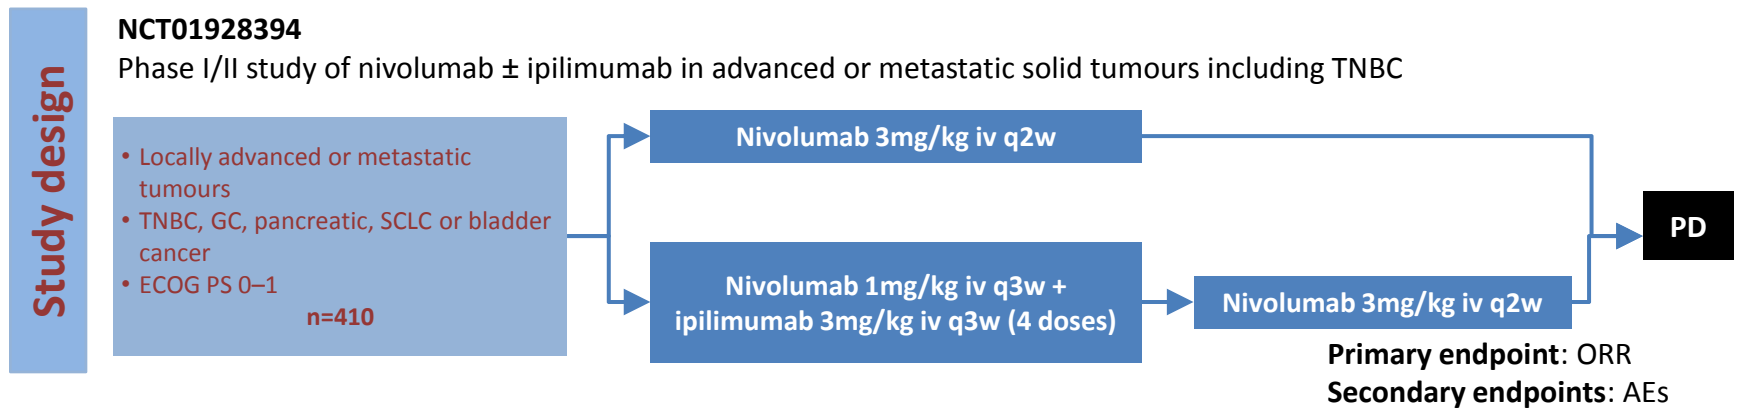 Study design
NCT01928394
Phase I/II study of nivolumab ± ipilimumab in advanced or metastatic solid tumours including TNBC
• Locally advanced or metastatic
tumours
• TNBC, GC, pancreatic, SCLC or bladder
cancer
• ECOG PS 0–1
n=410
Nivolumab 3mg/kg iv q2w
Nivolumab 1mg/kg iv q3w +
ipilimumab 3mg/kg iv q3w (4 doses)
Nivolumab 3mg/kg iv q2w
PD
Primary endpoint: ORR
Secondary endpoints: AEs